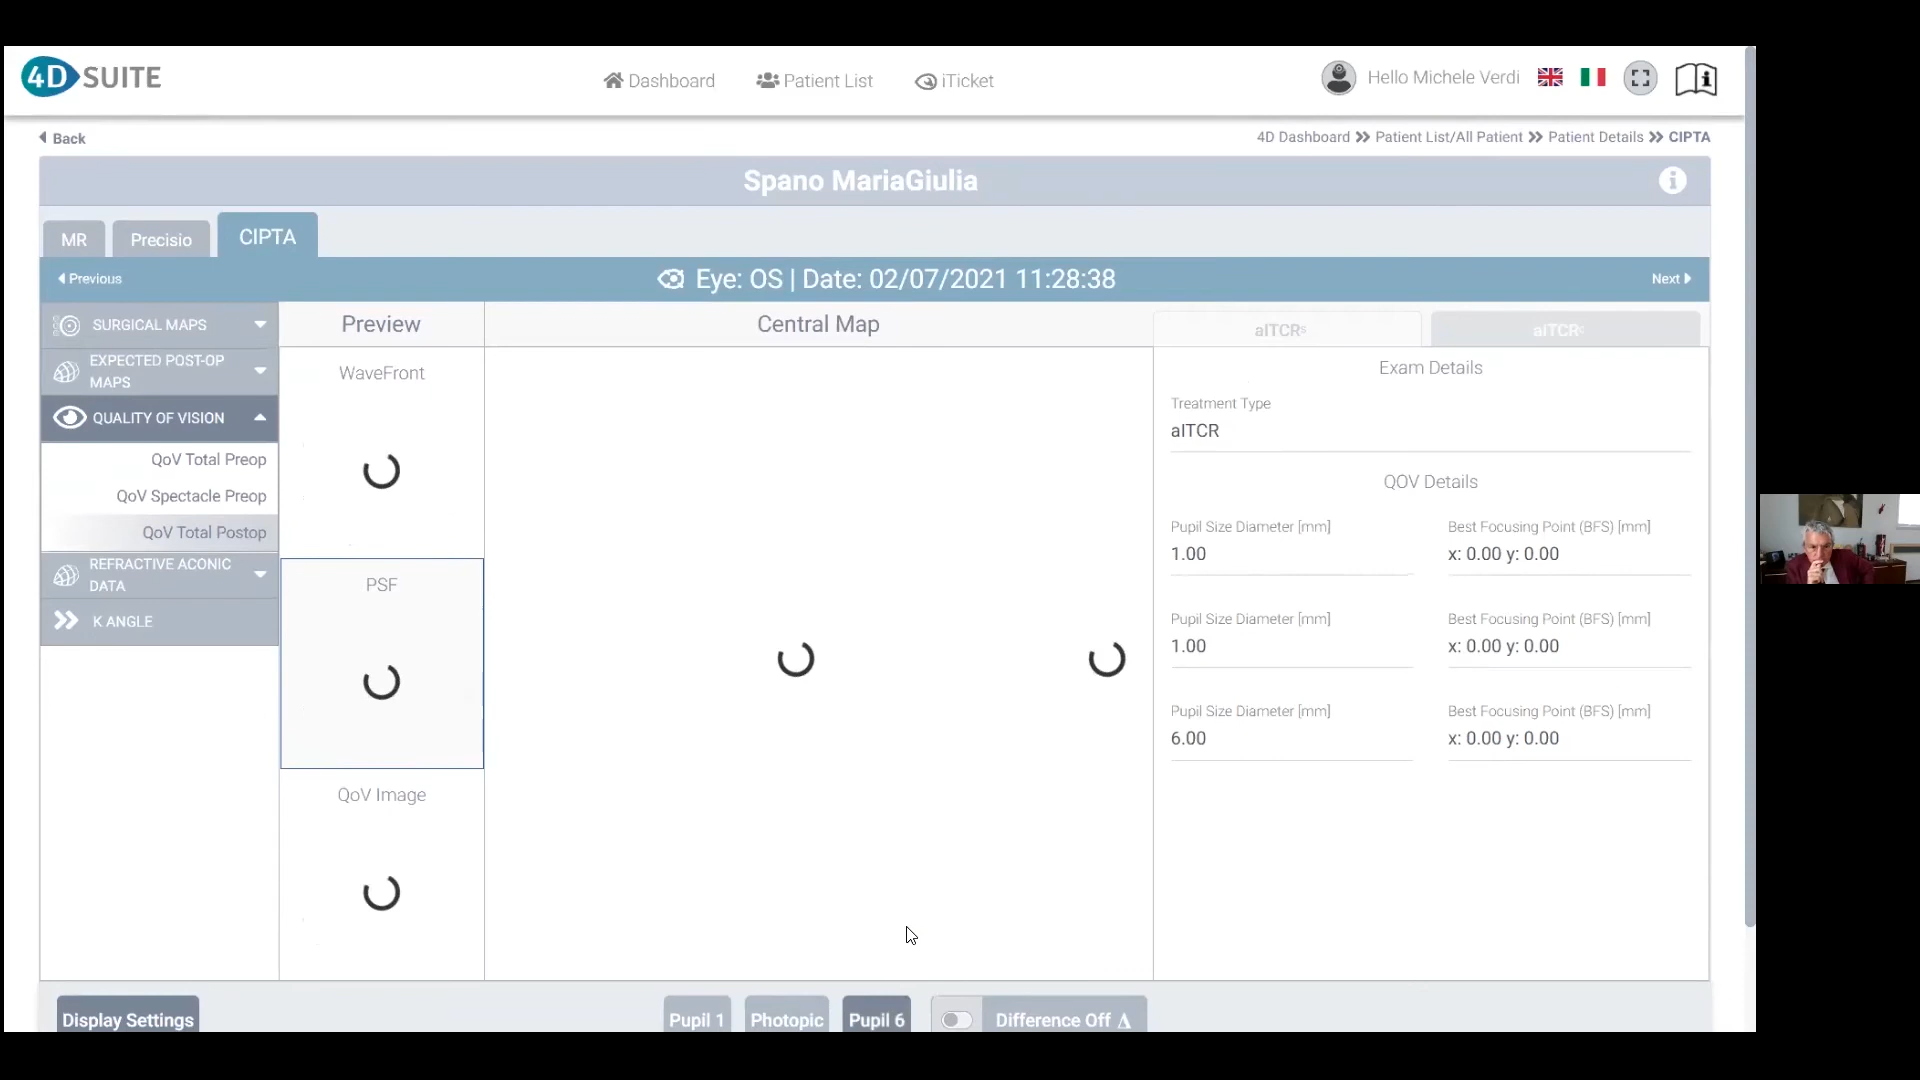 4D SUITE
Dashboard
Patient List
iTicket
Hello Michele Verdi
Back
4D Dashboard >> Patient List/All Patient >> Patient Details >> CIPTA
Spano MariaGiulia
MR
Precisio
CIPTA
Previous
Eye: OS | Date: 02/07/2021 11:28:38
Next
SURGICAL MAPS
EXPECTED POST-OP
MAPS
QUALITY OF VISION
QoV Total Preop
QoV Spectacle Preop
QoV Total Postop
REFRACTIVE ACONIC
DATA
K ANGLE
Preview
WaveFront
PSF
QoV Image
Central Map
aITCRˢ
aITCRᶜ
Exam Details
Treatment Type
aITCR
QOV Details
Pupil Size Diameter [mm]
Best Focusing Point (BFS) [mm]
1.00
x: 0.00 y: 0.00
Pupil Size Diameter [mm]
Best Focusing Point (BFS) [mm]
1.00
x: 0.00 y: 0.00
Pupil Size Diameter [mm]
Best Focusing Point (BFS) [mm]
6.00
x: 0.00 y: 0.00
Display Settings
Pupil 1
Photopic
Pupil 6
Difference Off